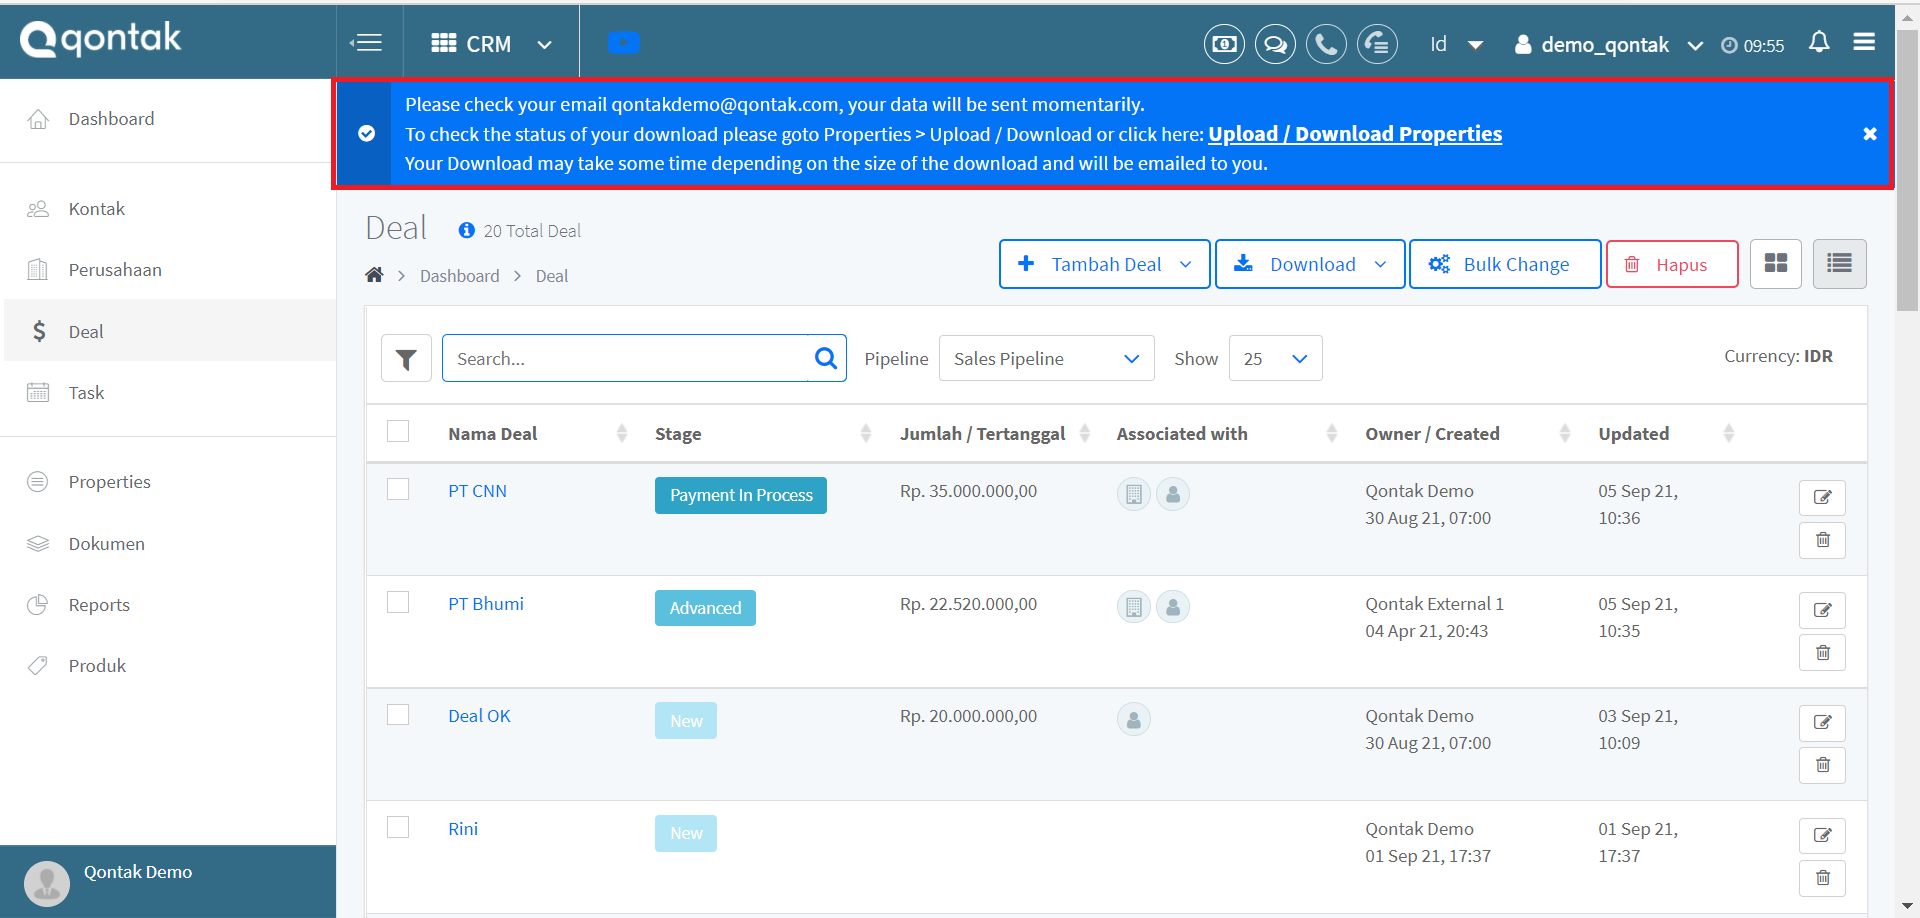 qontak
CRM
Id
demo_qontak
09:55
Please check your email qontakdemo@qontak.com, your data will be sent momentarily.
To check the status of your download please goto Properties > Upload / Download or click here: Upload / Download Properties
Your Download may take some time depending on the size of the download and will be emailed to you.
Dashboard
Kontak
Perusahaan
Deal
Task
Properties
Dokumen
Reports
Produk
Qontak Demo
Deal
20 Total Deal
Dashboard > Deal
Tambah Deal
Download
Bulk Change
Hapus
Search...
Pipeline
Sales Pipeline
Show
25
Currency: IDR
Nama Deal
Stage
Jumlah / Tertanggal
Associated with
Owner / Created
Updated
PT CNN
Payment In Process
Rp. 35.000.000,00
Qontak Demo
30 Aug 21, 07:00
05 Sep 21,
10:36
PT Bhumi
Advanced
Rp. 22.520.000,00
Qontak External 1
04 Apr 21, 20:43
05 Sep 21,
10:35
Deal OK
New
Rp. 20.000.000,00
Qontak Demo
30 Aug 21, 07:00
03 Sep 21,
10:09
Rini
New
Qontak Demo
01 Sep 21, 17:37
01 Sep 21,
17:37